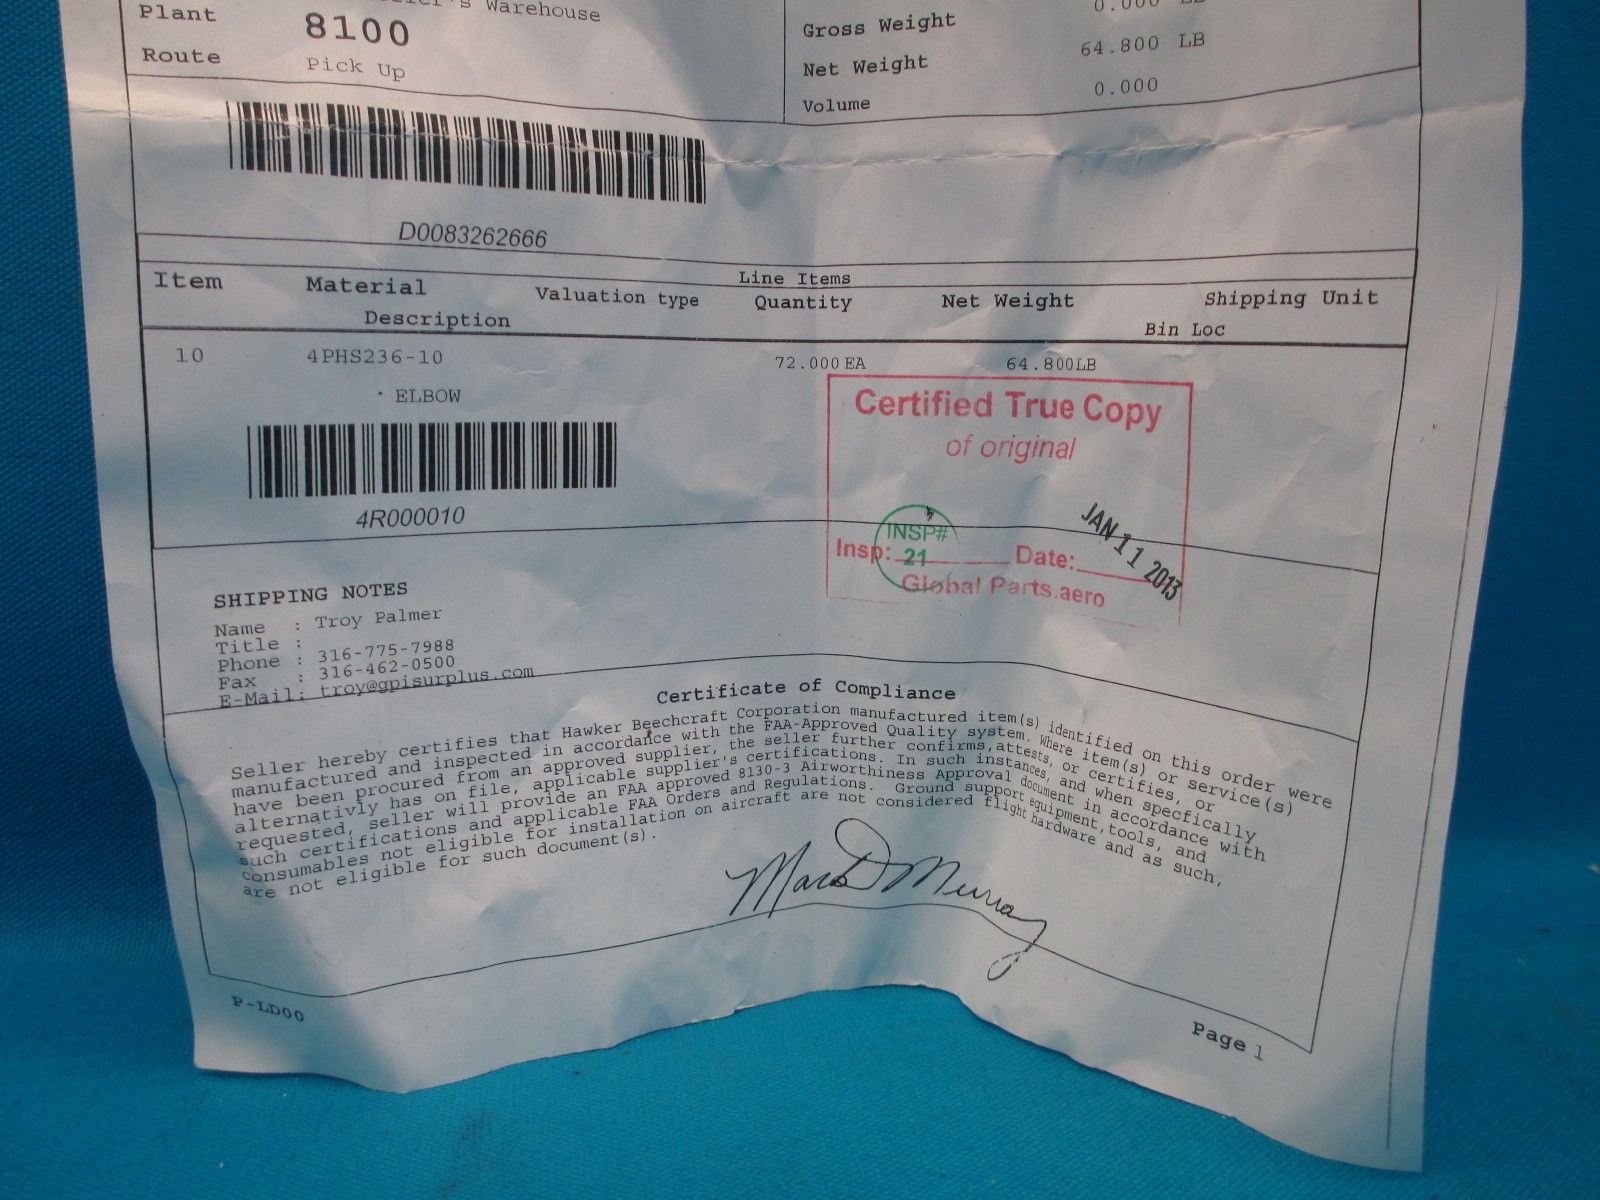 's Warehouse
Plant 8100
Route Pick Up
Gross Weight 0.000
Net Weight 64.800 LB
Volume 0.000
D0083262666
Line Items
Item Material Valuation type Quantity Net Weight Shipping Unit
Description Bin Loc
10 4PHS236-10 72.000 EA 64.800LB
ELBOW
4R000010
Certified True Copy
of original
JAN 11 2013
INSP#
Insp: 21 Date:
Global Parts.aero
SHIPPING NOTES
Name : Troy Palmer
Title :
Phone : 316-775-7988
Fax : 316-462-0500
E-Mail: troy@gpisurplus.com
Certificate of Compliance
Seller hereby certifies that Hawker Beechcraft Corporation manufactured item(s) identified on this order were
manufactured and inspected in accordance with the FAA-Approved Quality system. Where item(s) or service(s)
have been procured from an approved supplier, the seller further confirms, attests, or certifies, or
alternativly has on file, applicable supplier's certifications. In such instances, and when specfically
requested, seller will provide an FAA approved 8130-3 Airworthiness Approval document in accordance with
such certifications and applicable FAA Orders and Regulations. Ground support equipment, tools, and
consumables not eligible for installation on aircraft are not considered flight hardware and as such,
are not eligible for such document(s).
Mark D Murray
P-LD00
Page 1